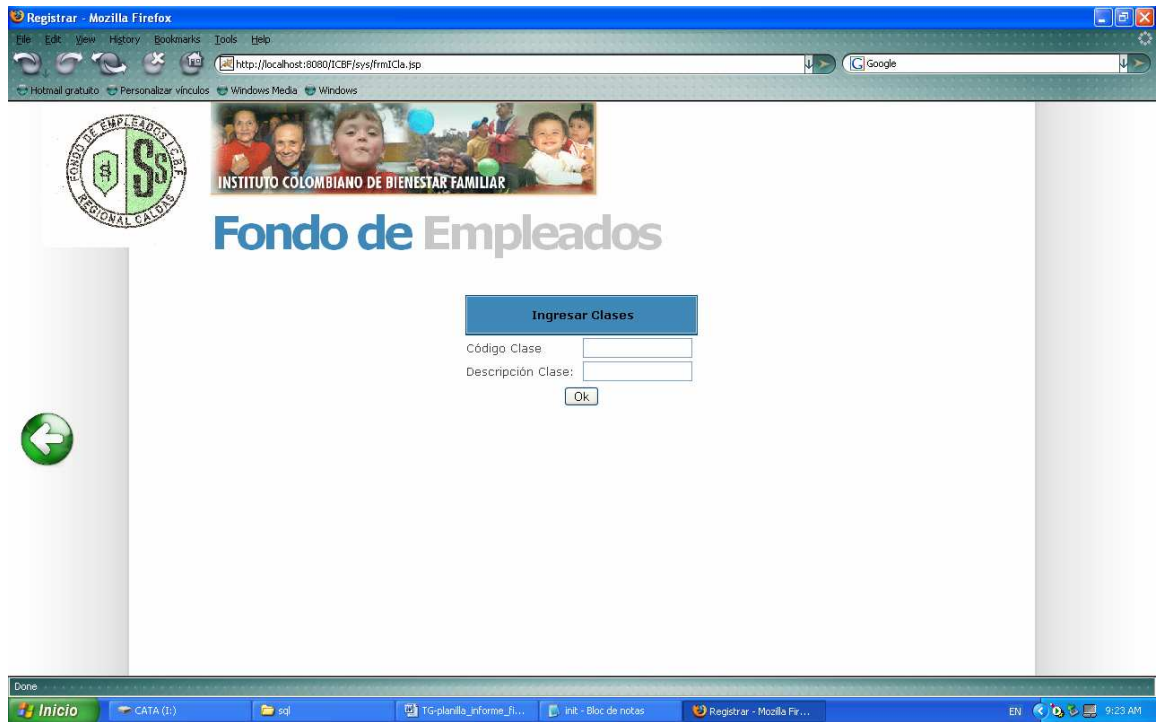 Registrar - Mozilla Firefox
File Edit View History Bookmarks Tools Help
http://localhost:8080/ICBF/sys/frmICla.jsp
G Google
Hotmail gratuito Personalizar vínculos Windows Media Windows
FONDO DE EMPLEADOS I.C.B.F.
SS
REGIONAL CALDAS
INSTITUTO COLOMBIANO DE BIENESTAR FAMILIAR
Fondo de Empleados
Ingresar Clases
Código Clase
Descripción Clase:
Ok
Done
Inicio CATA (I:) sql TG-planilla_informe_fi... init - Bloc de notas Registrar - Mozilla Fir... EN 9:23 AM